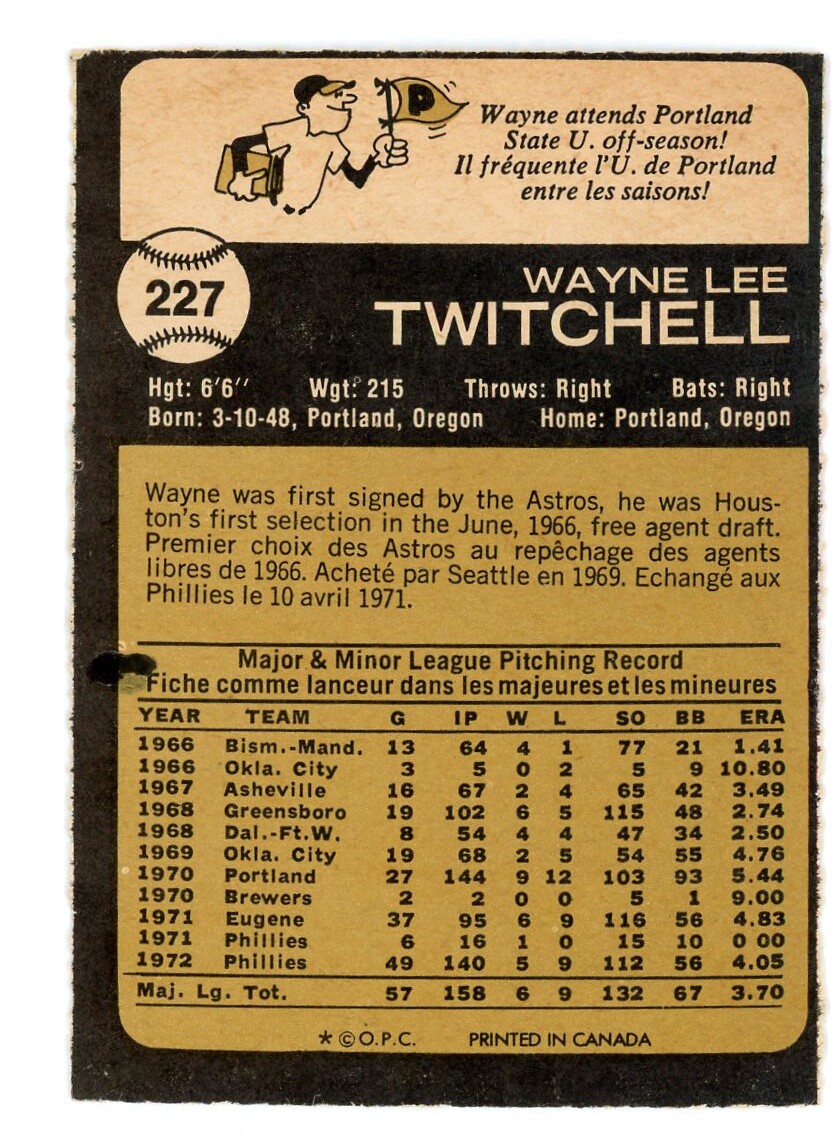 P
Wayne attends Portland
State U. off-season!
Il fréquente l'U. de Portland
entre les saisons!
227
WAYNE LEE
TWITCHELL
Hgt: 6'6'' Wgt: 215 Throws: Right Bats: Right
Born: 3-10-48, Portland, Oregon Home: Portland, Oregon
Wayne was first signed by the Astros, he was Hous-
ton's first selection in the June, 1966, free agent draft.
Premier choix des Astros au repêchage des agents
libres de 1966. Acheté par Seattle en 1969. Echangé aux
Phillies le 10 avril 1971.
Major & Minor League Pitching Record
Fiche comme lanceur dans les majeures et les mineures
YEAR TEAM G IP W L SO BB ERA
1966 Bism.-Mand. 13 64 4 1 77 21 1.41
1966 Okla. City 3 5 0 2 5 9 10.80
1967 Asheville 16 67 2 4 65 42 3.49
1968 Greensboro 19 102 6 5 115 48 2.74
1968 Dal.-Ft.W. 8 54 4 4 47 34 2.50
1969 Okla. City 19 68 2 5 54 55 4.76
1970 Portland 27 144 9 12 103 93 5.44
1970 Brewers 2 2 0 0 5 1 9.00
1971 Eugene 37 95 6 9 116 56 4.83
1971 Phillies 6 16 1 0 15 10 0 00
1972 Phillies 49 140 5 9 112 56 4.05
Maj. Lg. Tot. 57 158 6 9 132 67 3.70
* © O.P.C. PRINTED IN CANADA